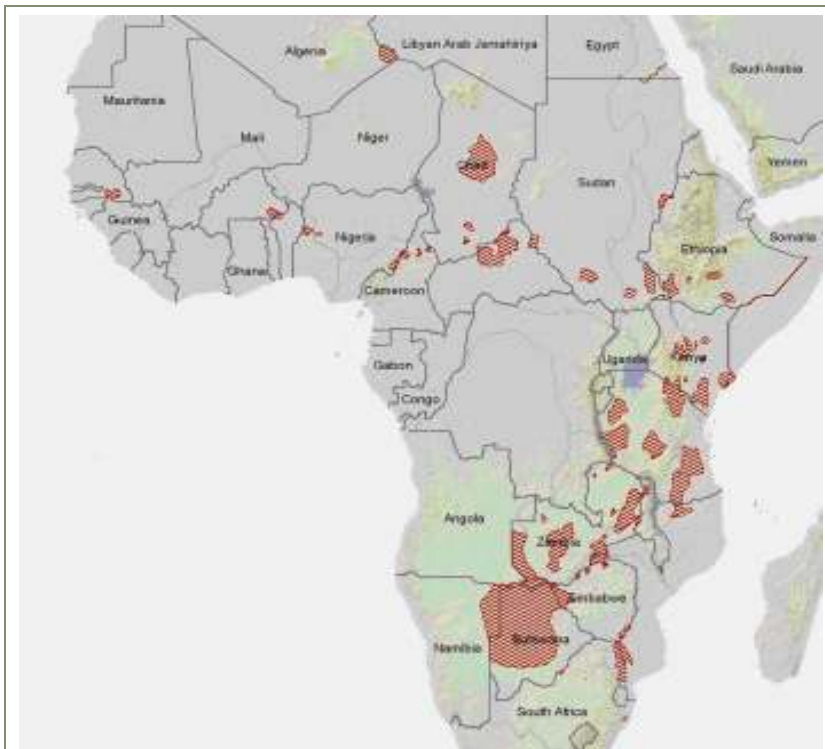 Algeria
Libyan Arab Jamahiriya
Egypt
Saudi Arabia
Mauritania
Mali
Niger
Chad
Sudan
Yemen
Guinea
Nigeria
Ethiopia
Somalia
Ghana
Cameroon
Uganda
Kenya
Gabon
Congo
Angola
Zambia
Zimbabwe
Namibia
Botswana
South Africa